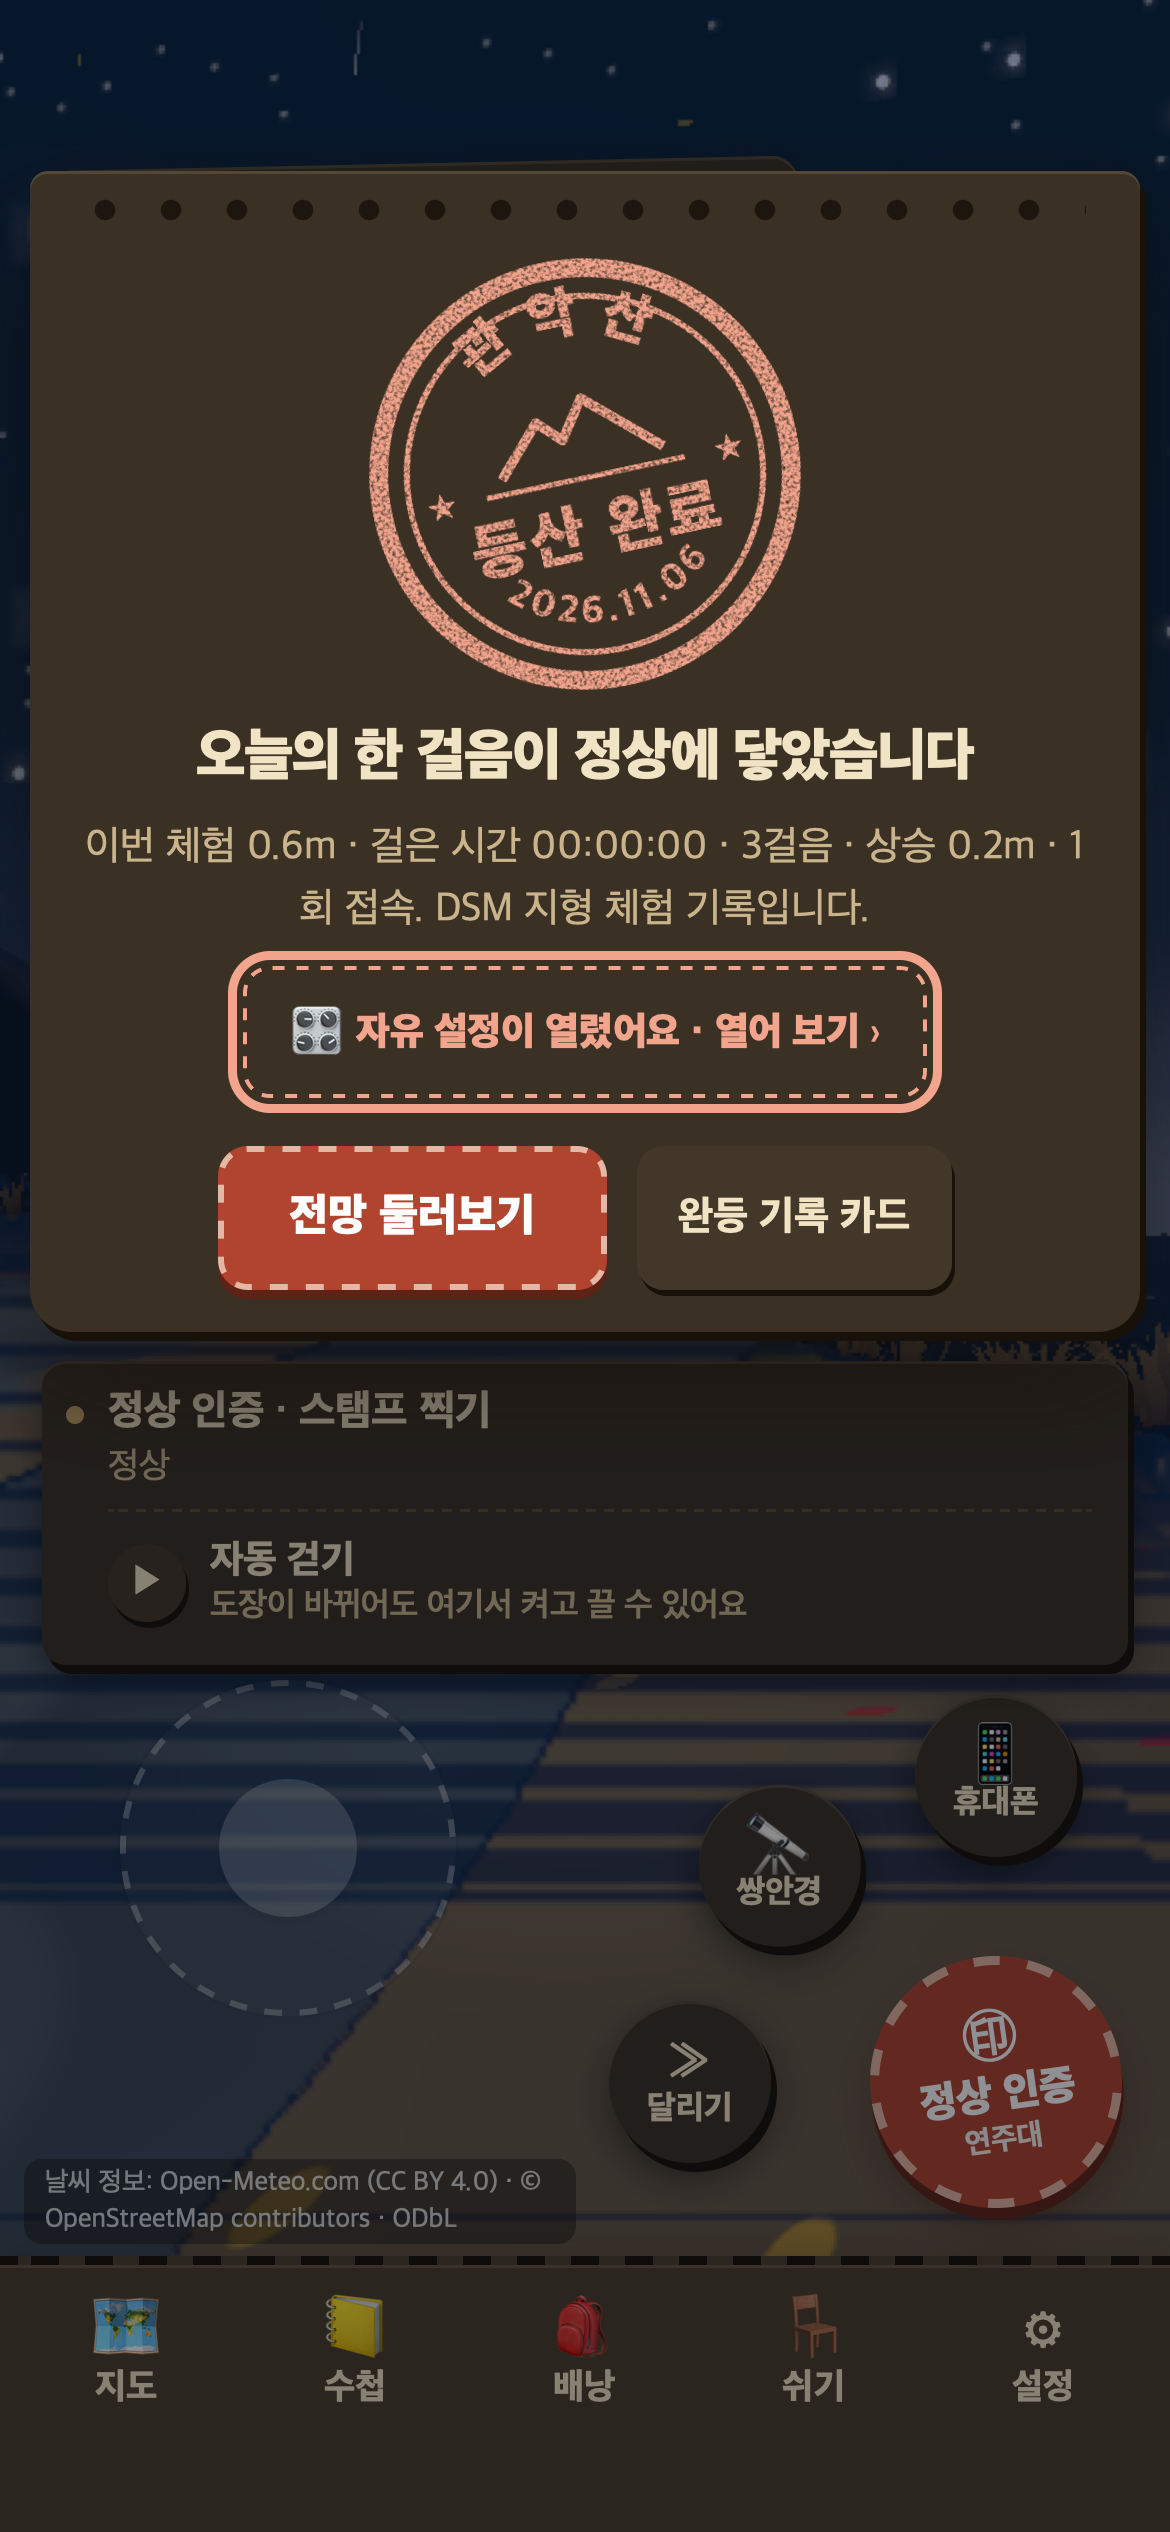 관악산
등산 완료
2026.11.06
오늘의 한 걸음이 정상에 닿았습니다
이번 체험 0.6m · 걸은 시간 00:00:00 · 3걸음 · 상승 0.2m · 1
회 접속. DSM 지형 체험 기록입니다.
자유 설정이 열렸어요 · 열어 보기 ›
전망 둘러보기
완등 기록 카드
정상 인증 · 스탬프 찍기
정상
자동 걷기
도장이 바뀌어도 여기서 켜고 끌 수 있어요
휴대폰
쌍안경
印
정상 인증
연주대
달리기
날씨 정보: Open-Meteo.com (CC BY 4.0) · ©
OpenStreetMap contributors · ODbL
지도
수첩
배낭
쉬기
설정